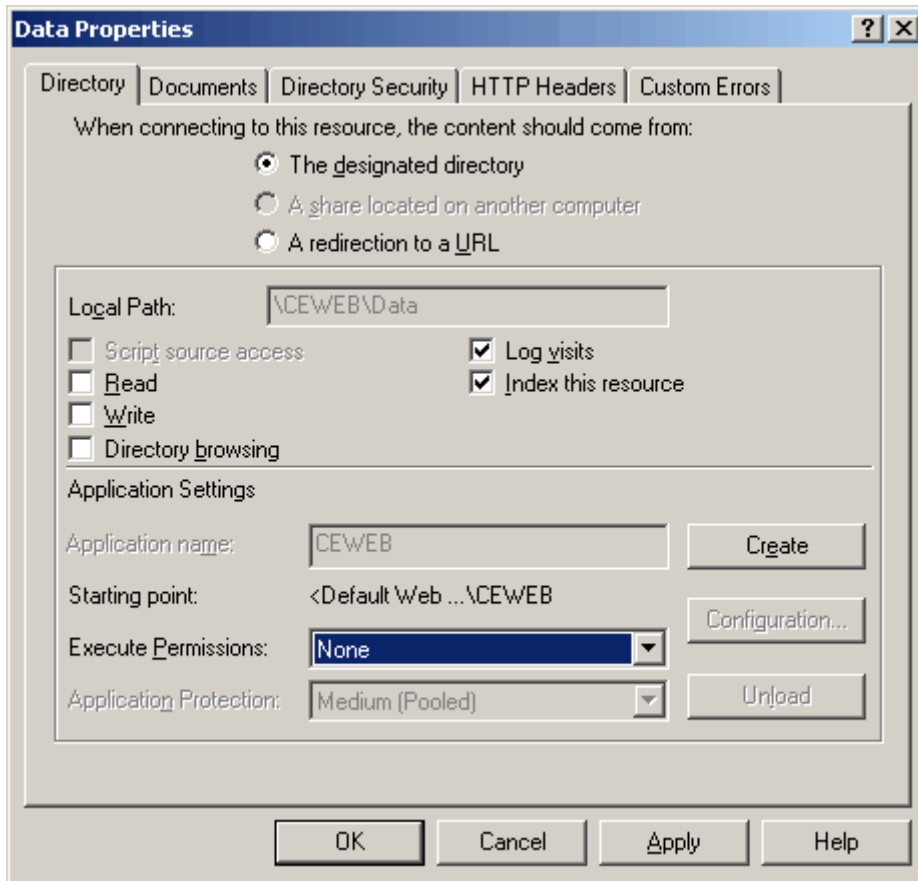 Data Properties
Directory Documents Directory Security HTTP Headers Custom Errors
When connecting to this resource, the content should come from:
The designated directory
A share located on another computer
A redirection to a URL
Local Path: \CEWEB\Data
Script source access Log visits
Read Index this resource
Write
Directory browsing
Application Settings
Application name: CEWEB Create
Starting point: <Default Web ...\CEWEB
Configuration...
Execute Permissions: None
Application Protection: Medium (Pooled) Unload
OK Cancel Apply Help